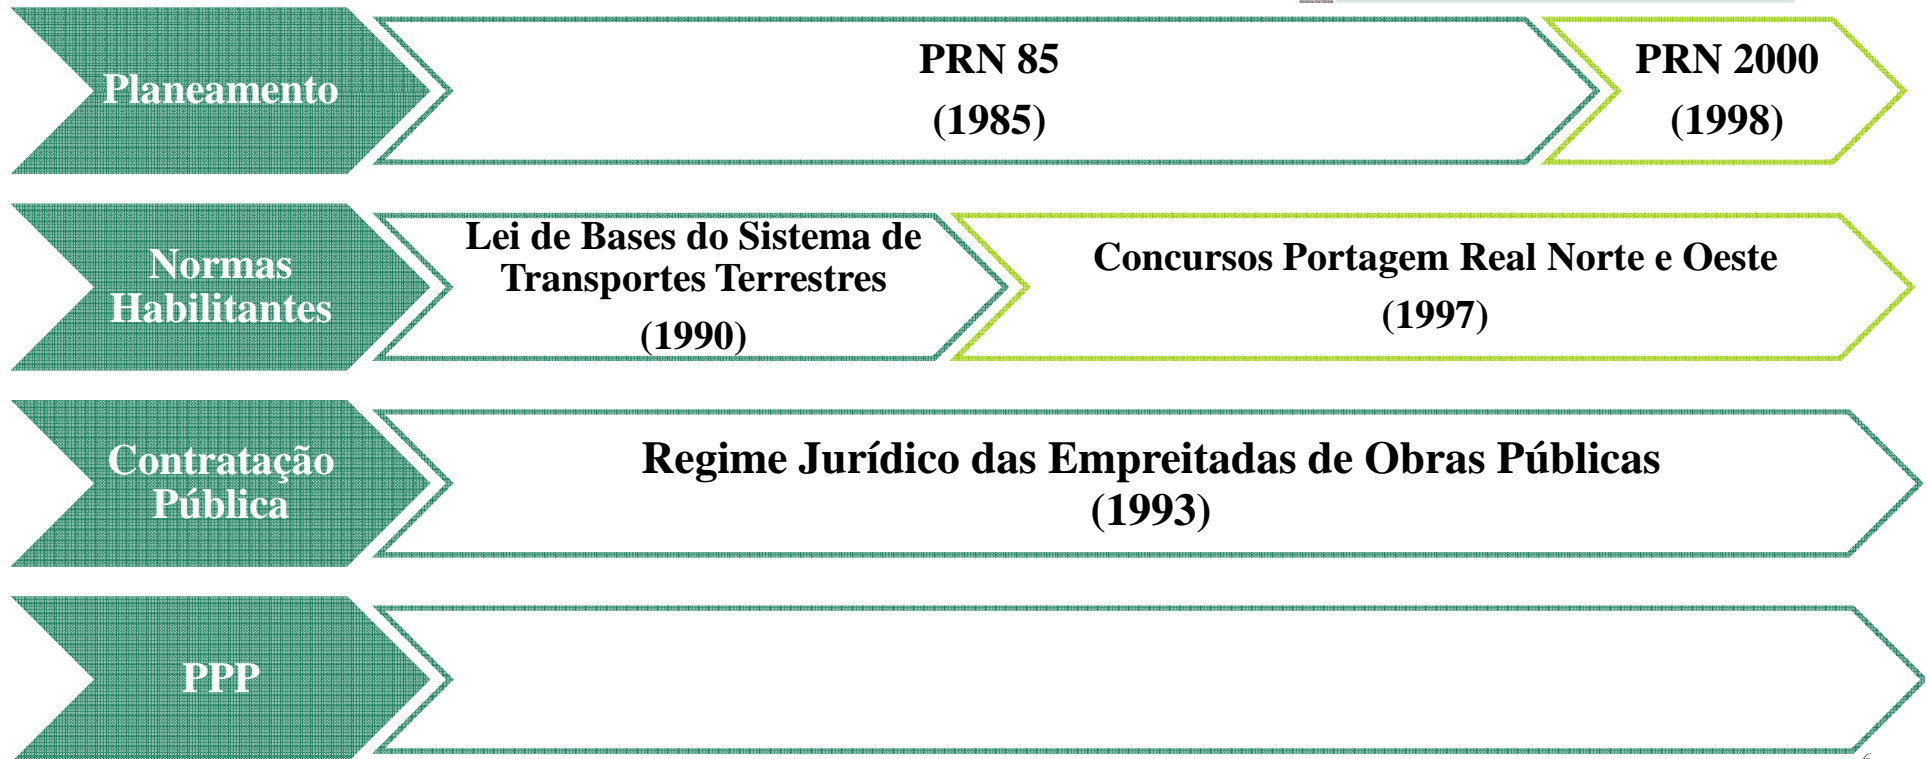 Planeamento
PRN 85
(1985)
PRN 2000
(1998)
Normas
Habilitantes
Lei de Bases do Sistema de
Transportes Terrestres
(1990)
Concursos Portagem Real Norte e Oeste
(1997)
Contratação
Pública
Regime Jurídico das Empreitadas de Obras Públicas
(1993)
PPP